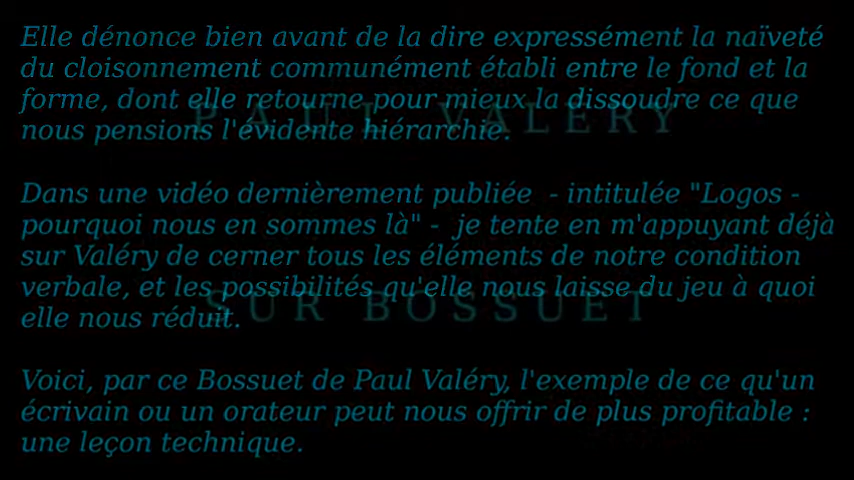 Elle dénonce bien avant de la dire expressément la naïveté
du cloisonnement communément établi entre le fond et la
forme, dont elle retourne pour mieux la dissoudre ce que
PAUL VALÉRY
nous pensions l'évidente hiérarchie.
Dans une vidéo dernièrement publiée - intitulée "Logos -
pourquoi nous en sommes là" - je tente en m'appuyant déjà
sur Valéry de cerner tous les éléments de notre condition
verbale, et les possibilités qu'elle nous laisse du jeu à quoi
SUR BOSSUET
elle nous réduit.
Voici, par ce Bossuet de Paul Valéry, l'exemple de ce qu'un
écrivain ou un orateur peut nous offrir de plus profitable :
une leçon technique.